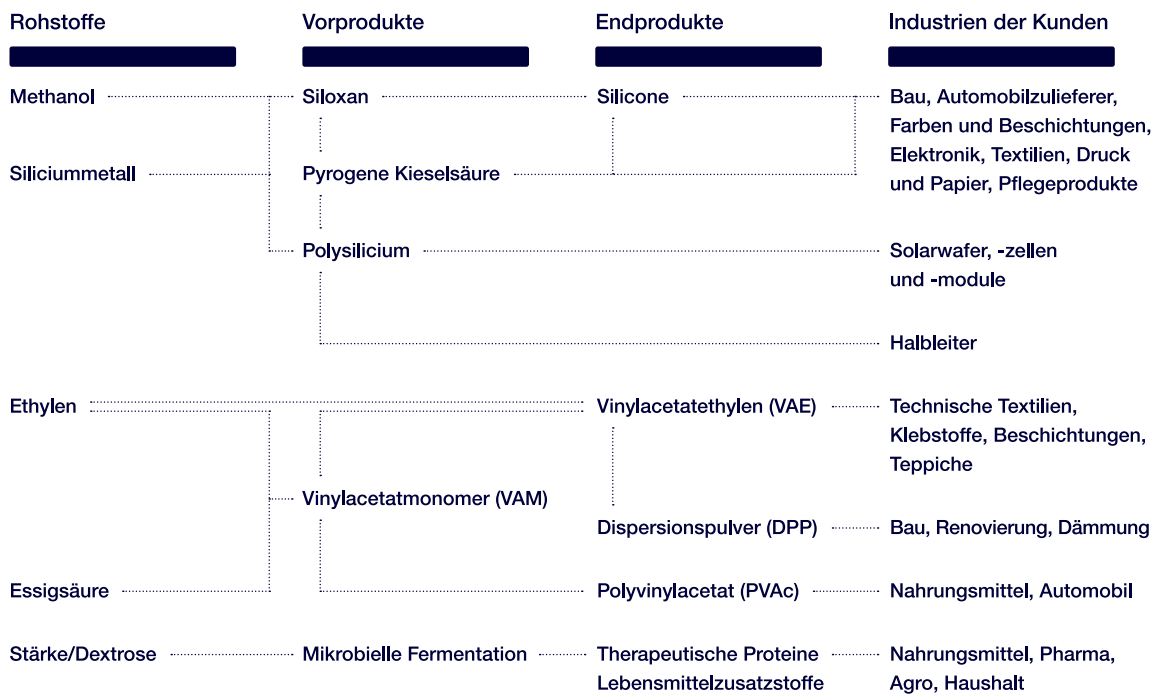 Rohstoffe
Vorprodukte
Endprodukte
Industrien der Kunden
Methanol
Siloxan
Silicone
Bau, Automobilzulieferer,
Farben und Beschichtungen,
Elektronik, Textilien, Druck
und Papier, Pflegeprodukte
Siliciummetall
Pyrogene Kieselsäure
Polysilicium
Solarwafer, -zellen
und -module
Halbleiter
Ethylen
Vinylacetatethylen (VAE)
Technische Textilien,
Klebstoffe, Beschichtungen,
Teppiche
Vinylacetatmonomer (VAM)
Dispersionspulver (DPP)
Bau, Renovierung, Dämmung
Essigsäure
Polyvinylacetat (PVAc)
Nahrungsmittel, Automobil
Stärke/Dextrose
Mikrobielle Fermentation
Therapeutische Proteine
Lebensmittelzusatzstoffe
Nahrungsmittel, Pharma,
Agro, Haushalt